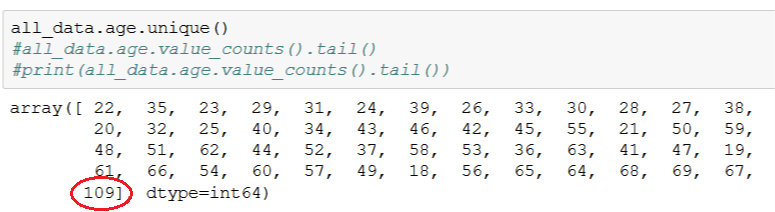 all_data.age.unique()
#all_data.age.value_counts().tail()
#print(all_data.age.value_counts().tail())
array([ 22, 35, 23, 29, 31, 24, 39, 26, 33, 30, 28, 27, 38,
20, 32, 25, 40, 34, 43, 46, 42, 45, 55, 21, 50, 59,
48, 51, 62, 44, 52, 37, 58, 53, 36, 63, 41, 47, 19,
61, 66, 54, 60, 57, 49, 18, 56, 65, 64, 68, 69, 67,
109] dtype=int64)